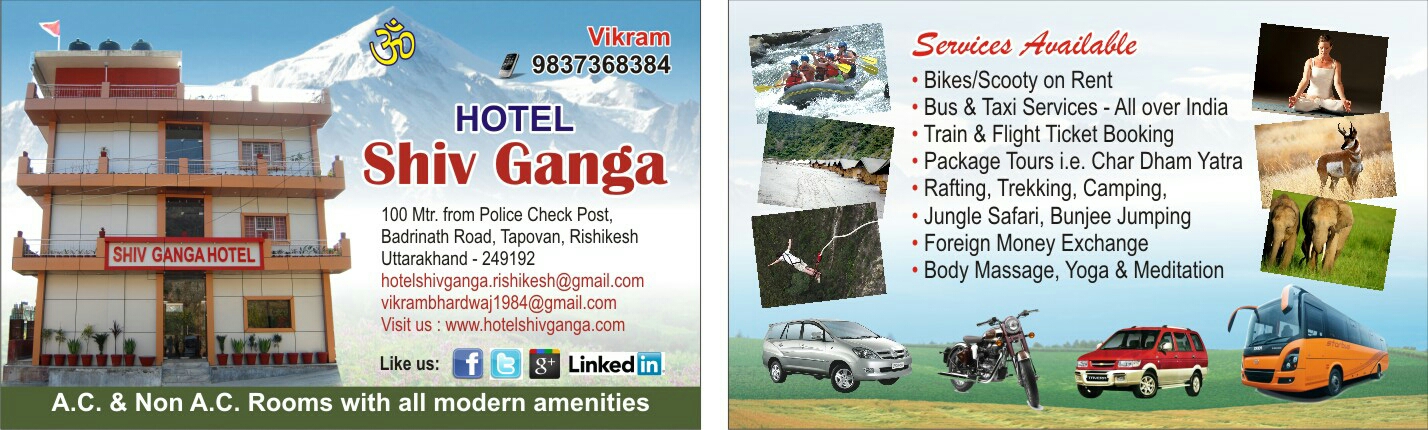 ॐ
Vikram
9837368384
HOTEL
Shiv Ganga
SHIV GANGA HOTEL
100 Mtr. from Police Check Post,
Badrinath Road, Tapovan, Rishikesh
Uttarakhand - 249192
hotelshivganga.rishikesh@gmail.com
vikrambhardwaj1984@gmail.com
Visit us : www.hotelshivganga.com
Like us: f t g+ Linked in
A.C. & Non A.C. Rooms with all modern amenities
Services Available
• Bikes/Scooty on Rent
• Bus & Taxi Services - All over India
• Train & Flight Ticket Booking
• Package Tours i.e. Char Dham Yatra
• Rafting, Trekking, Camping,
• Jungle Safari, Bunjee Jumping
• Foreign Money Exchange
• Body Massage, Yoga & Meditation